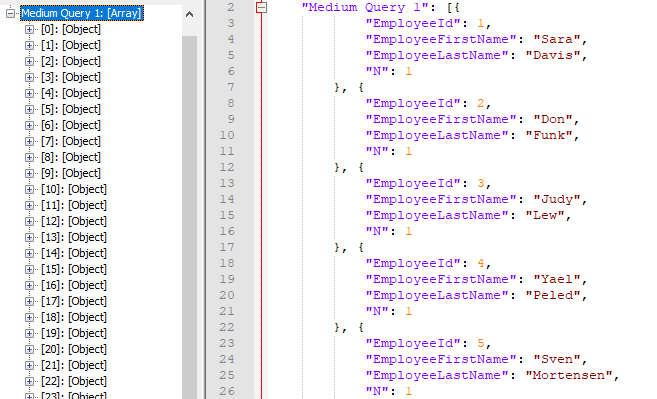 Medium Query 1: [Array]
[0]: [Object]
[1]: [Object]
[2]: [Object]
[3]: [Object]
[4]: [Object]
[5]: [Object]
[6]: [Object]
[7]: [Object]
[8]: [Object]
[9]: [Object]
[10]: [Object]
[11]: [Object]
[12]: [Object]
[13]: [Object]
[14]: [Object]
[15]: [Object]
[16]: [Object]
[17]: [Object]
[18]: [Object]
[19]: [Object]
[20]: [Object]
[21]: [Object]
[22]: [Object]
[23]: [Object]
2 "Medium Query 1": [{
3 "EmployeeId": 1,
4 "EmployeeFirstName": "Sara",
5 "EmployeeLastName": "Davis",
6 "N": 1
7 }, {
8 "EmployeeId": 2,
9 "EmployeeFirstName": "Don",
10 "EmployeeLastName": "Funk",
11 "N": 1
12 }, {
13 "EmployeeId": 3,
14 "EmployeeFirstName": "Judy",
15 "EmployeeLastName": "Lew",
16 "N": 1
17 }, {
18 "EmployeeId": 4,
19 "EmployeeFirstName": "Yael",
20 "EmployeeLastName": "Peled",
21 "N": 1
22 }, {
23 "EmployeeId": 5,
24 "EmployeeFirstName": "Sven",
25 "EmployeeLastName": "Mortensen",
26 "N": 1